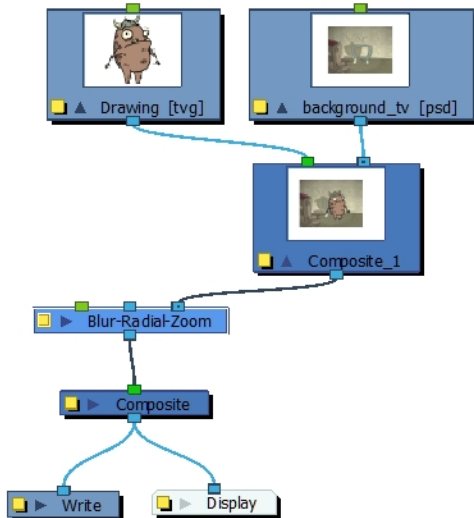 Drawing [tvg]
background_tv [psd]
Composite_1
Blur-Radial-Zoom
Composite
Write
Display